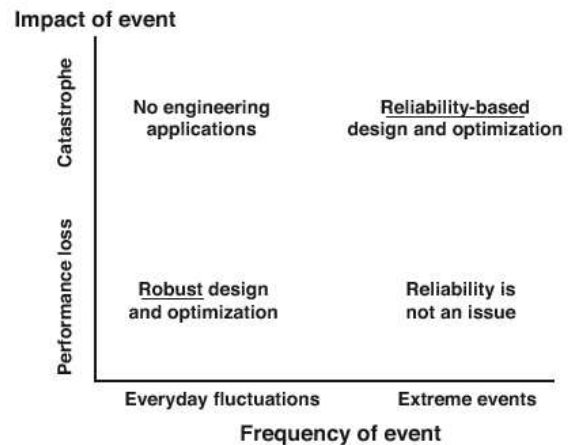 Impact of event
Catastrophe
No engineering
applications
Reliability-based
design and optimization
Performance loss
Robust design
and optimization
Reliability is
not an issue
Everyday fluctuations
Extreme events
Frequency of event